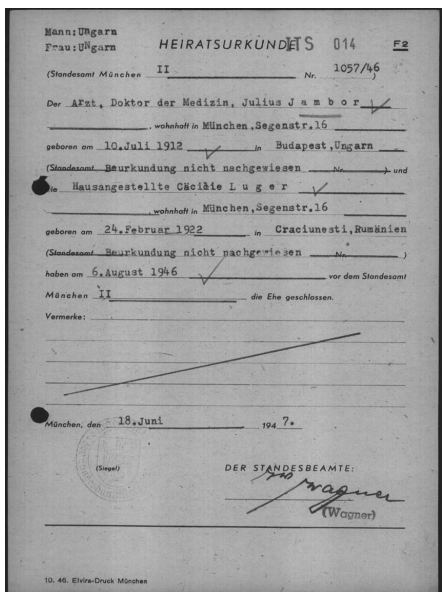 Mann:Ungarn
Frau:Ungarn
HEIRATSURKUNDE ITS 014 F2
(Standesamt München II Nr. 1057/46)
Der Arzt, Doktor der Medizin, Julius J a m b o r
, wohnhaft in München,Segenstr.16
geboren am 10.Juli 1912 in Budapest,Ungarn
(Standesamt Beurkundung nicht nachgewiesen Nr. ) und
die Hausangestellte Cäcilie L u g e r
, wohnhaft in München,Segenstr.16
geboren am 24.Februar 1922 in Craciunesti,Rumänien
(Standesamt Beurkundung nicht nachgewiesen Nr. )
haben am 6.August 1946 vor dem Standesamt
München II die Ehe geschlossen.
Vermerke:
München, den 18.Juni 194 7.
(Siegel)
DER STANDESBEAMTE:
Wagner
(Wagner)
10. 46. Elvira-Druck München